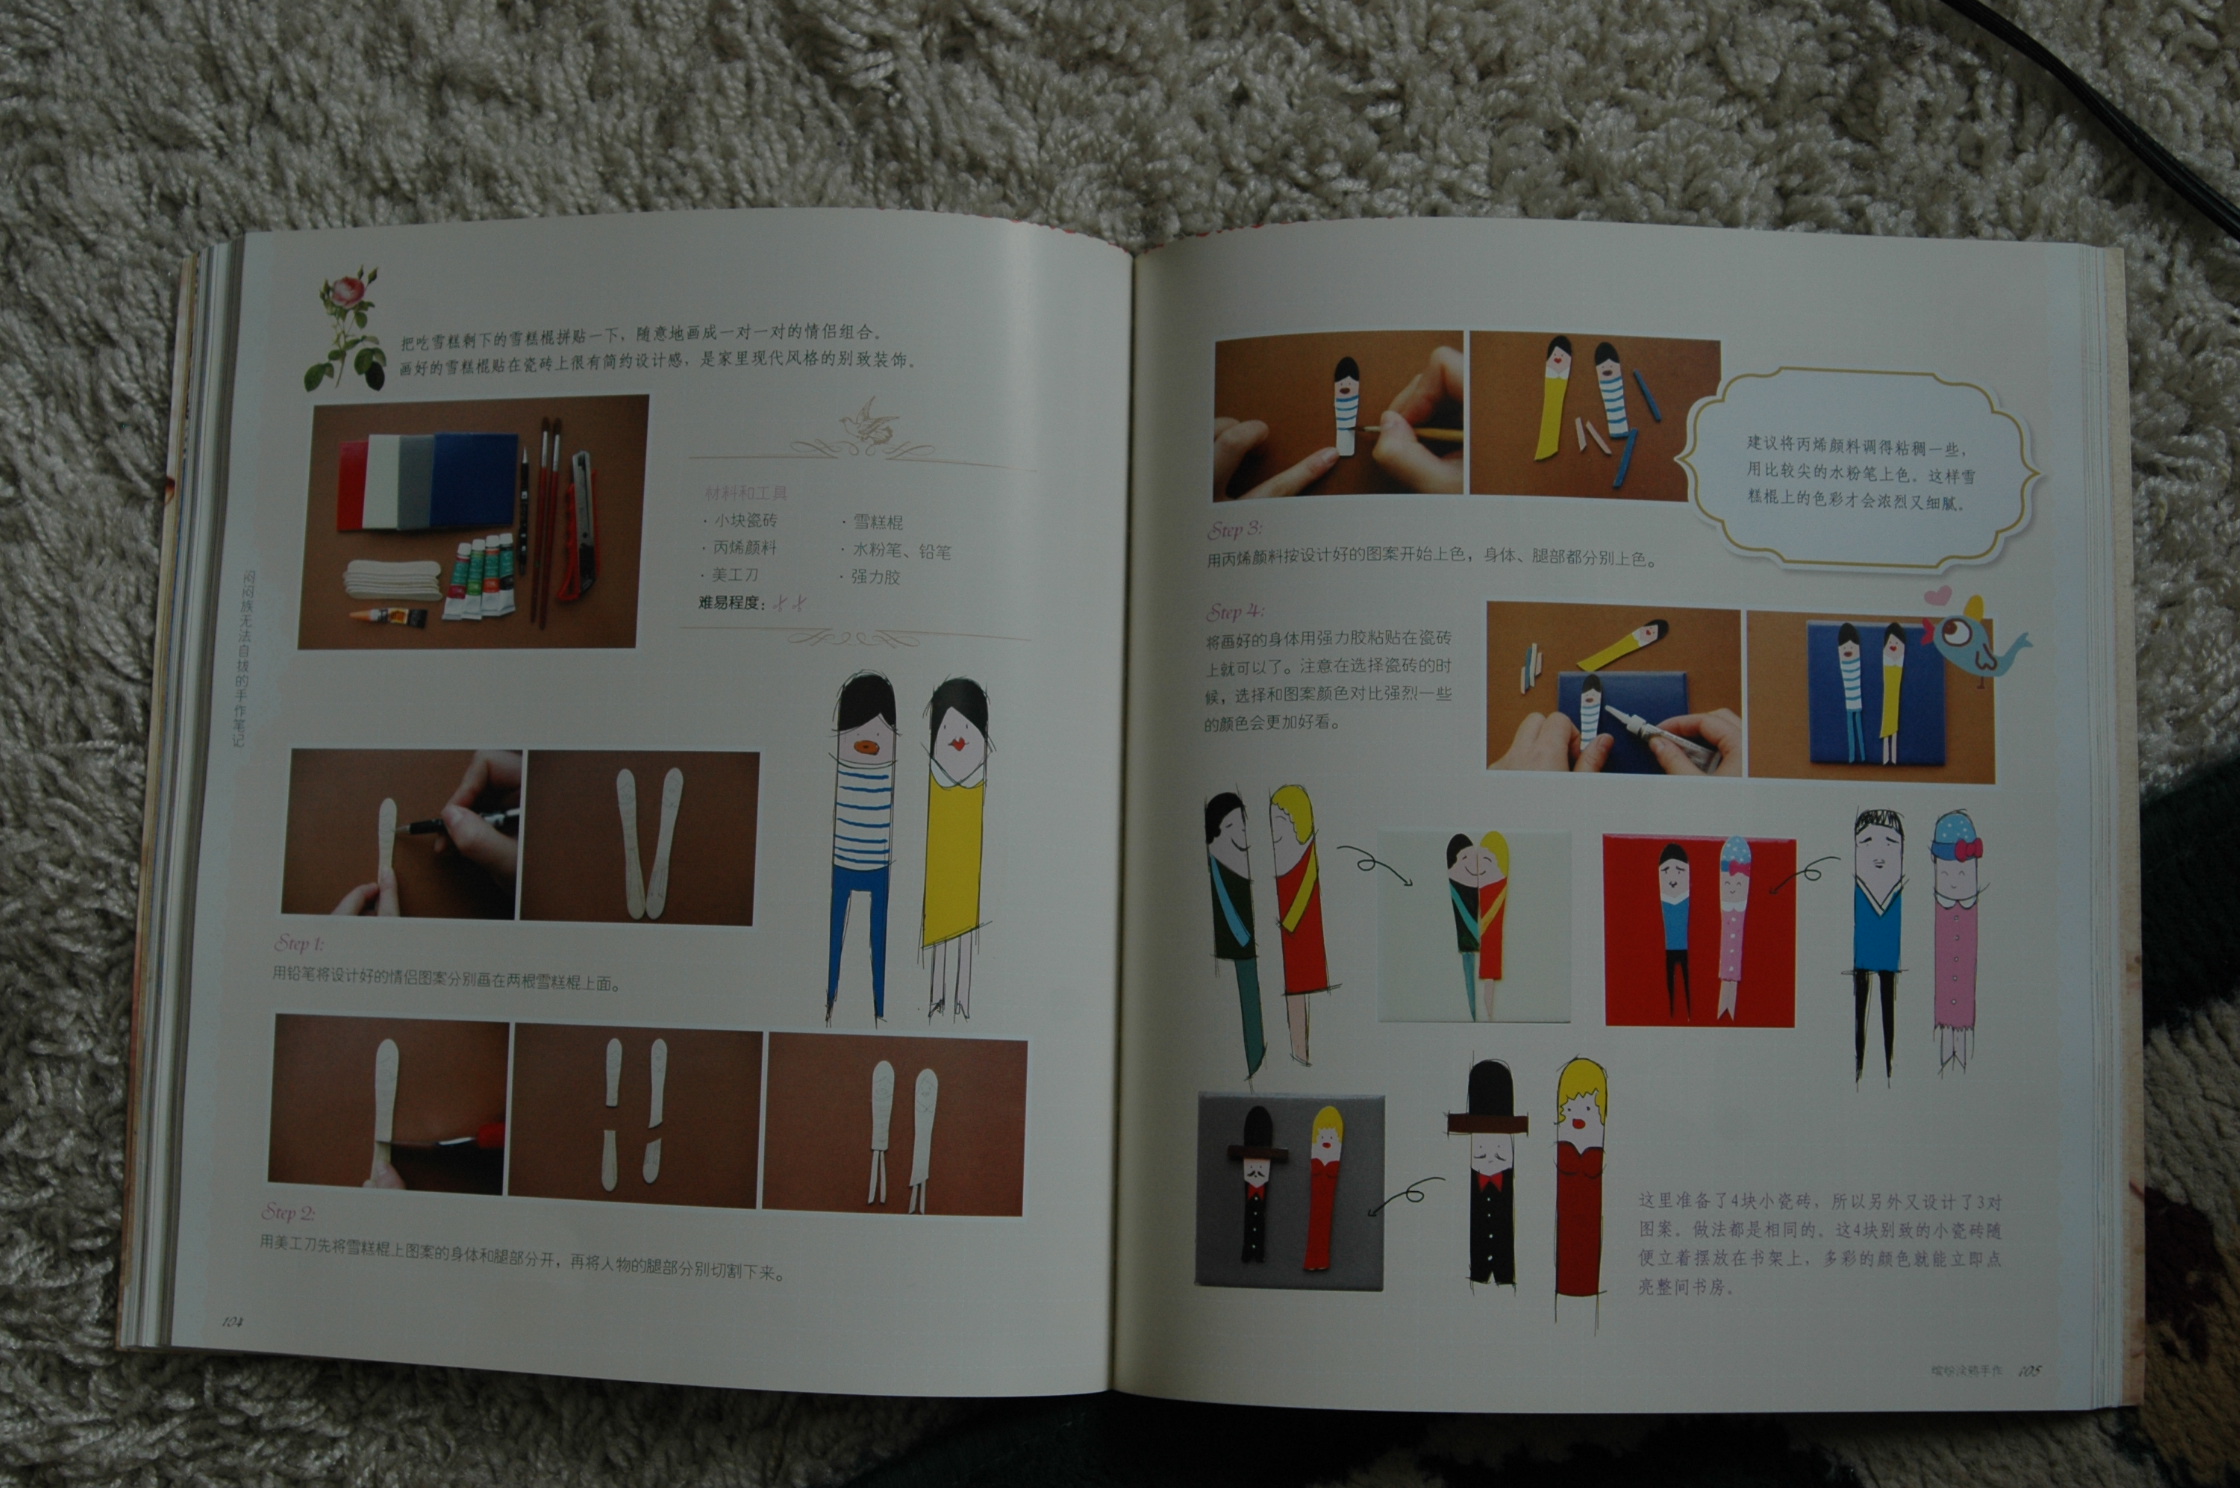 把吃雪糕剩下的雪糕棍拼贴一下，随意地画成一对一对的情侣组合。
画好的雪糕棍贴在瓷砖上很有简约设计感，是家里现代风格的别致装饰。
材料和工具
· 小块瓷砖
· 雪糕棍
· 丙烯颜料
· 水粉笔、铅笔
· 美工刀
· 强力胶
难易程度：
闷闷族无法自拔的手作笔记
Step 1:
用铅笔将设计好的情侣图案分别画在两根雪糕棍上面。
Step 2:
用美工刀先将雪糕棍上图案的身体和腿部分开，再将人物的腿部分别切割下来。
104
建议将丙烯颜料调得粘稠一些，
用比较尖的水粉笔上色。这样雪
糕棍上的色彩才会浓烈又细腻。
Step 3:
用丙烯颜料按设计好的图案开始上色，身体、腿部都分别上色。
Step 4:
将画好的身体用强力胶粘贴在瓷砖
上就可以了。注意在选择瓷砖的时
候，选择和图案颜色对比强烈一些
的颜色会更加好看。
这里准备了4块小瓷砖，所以另外又设计了3对
图案。做法都是相同的。这4块别致的小瓷砖随
便立着摆放在书架上，多彩的颜色就能立即点
亮整间书房。
缤纷涂鸦手作 105